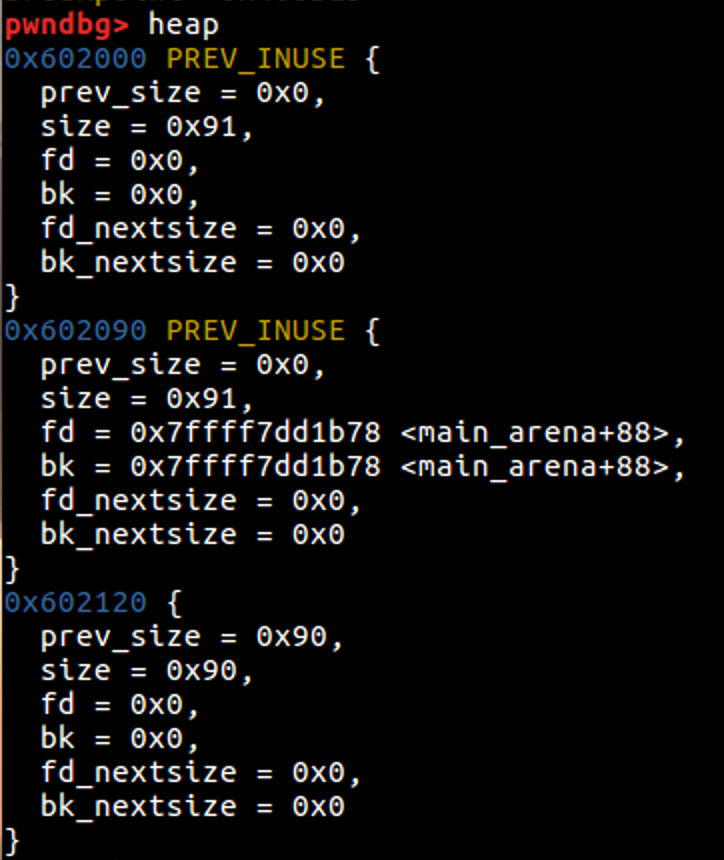 pwndbg> heap
0x602000 PREV_INUSE {
  prev_size = 0x0,
  size = 0x91,
  fd = 0x0,
  bk = 0x0,
  fd_nextsize = 0x0,
  bk_nextsize = 0x0
}
0x602090 PREV_INUSE {
  prev_size = 0x0,
  size = 0x91,
  fd = 0x7ffff7dd1b78 <main_arena+88>,
  bk = 0x7ffff7dd1b78 <main_arena+88>,
  fd_nextsize = 0x0,
  bk_nextsize = 0x0
}
0x602120 {
  prev_size = 0x90,
  size = 0x90,
  fd = 0x0,
  bk = 0x0,
  fd_nextsize = 0x0,
  bk_nextsize = 0x0
}